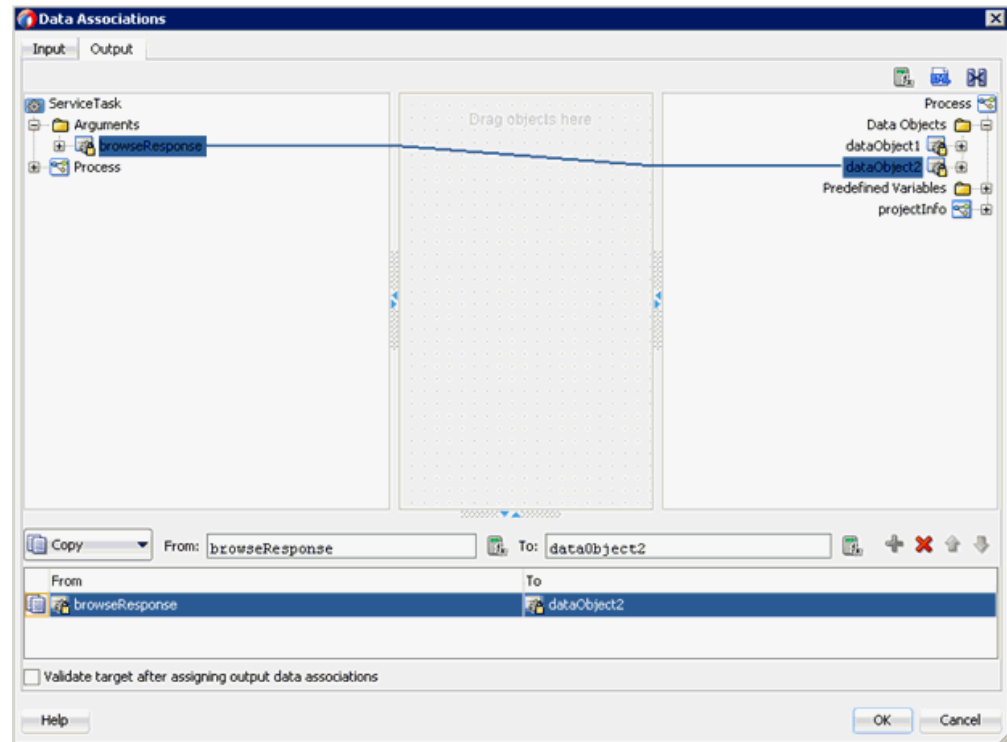 Data Associations
Input Output
ServiceTask
Arguments
browseResponse
Process
Drag objects here
Process
Data Objects
dataObject1
dataObject2
Predefined Variables
projectInfo
Copy From: browseResponse To: dataObject2
From To
browseResponse dataObject2
Validate target after assigning output data associations
Help OK Cancel